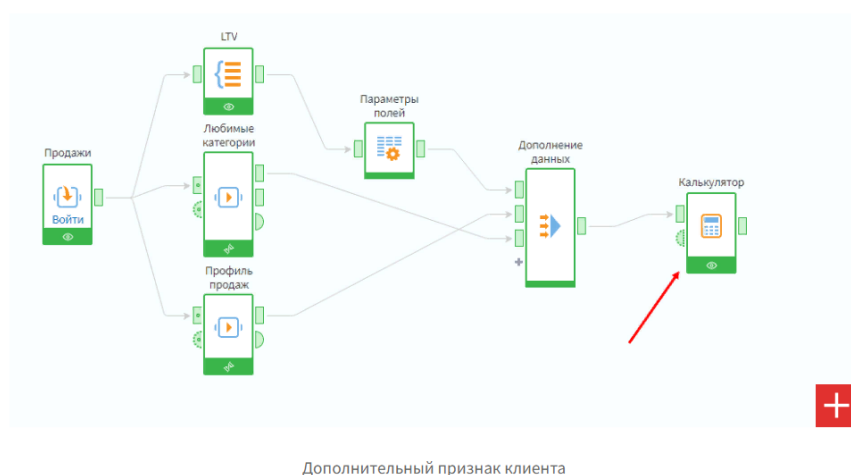 LTV
Параметры
полей
Любимые
категории
Дополнение
данных
Продажи
Калькулятор
Войти
Профиль
продаж
Дополнительный признак клиента